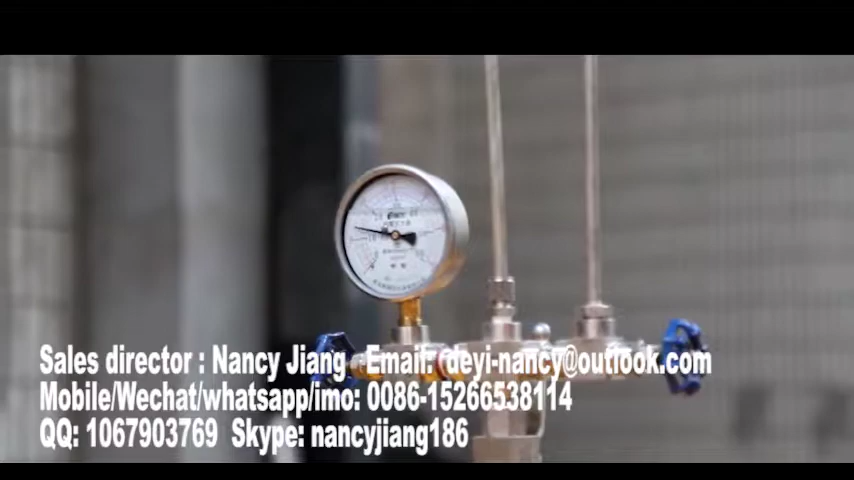 Sales director : Nancy Jiang   Email:  deyi-nancy@outlook.com
Mobile/Wechat/whatsapp/imo: 0086-15266538114
QQ: 1067903769  Skype: nancyjiang186